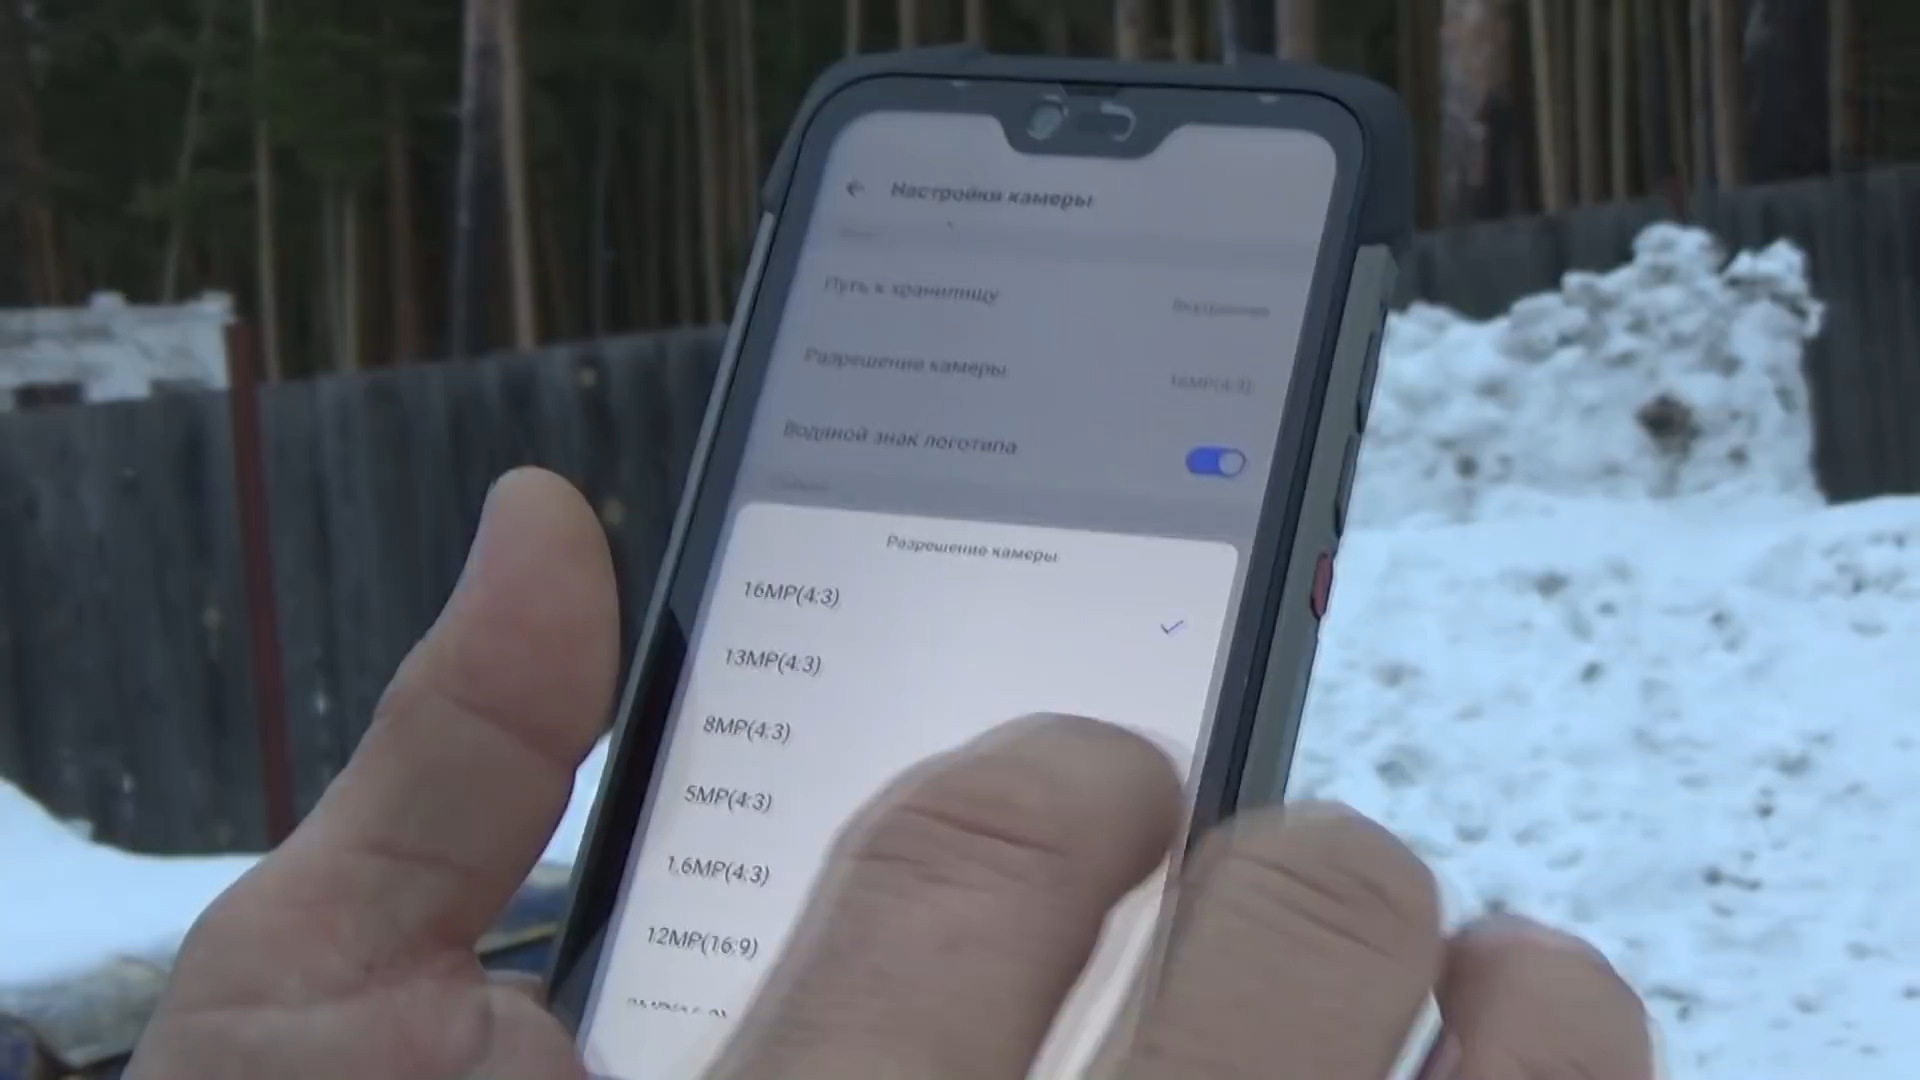 Настройки камеры
Путь к хранилищу
Внутренняя
Разрешение камеры
16MP(4:3)
Водяной знак логотипа
Разрешение камеры
16MP(4:3)
13MP(4:3)
8MP(4:3)
5MP(4:3)
1.6MP(4:3)
12MP(16:9)